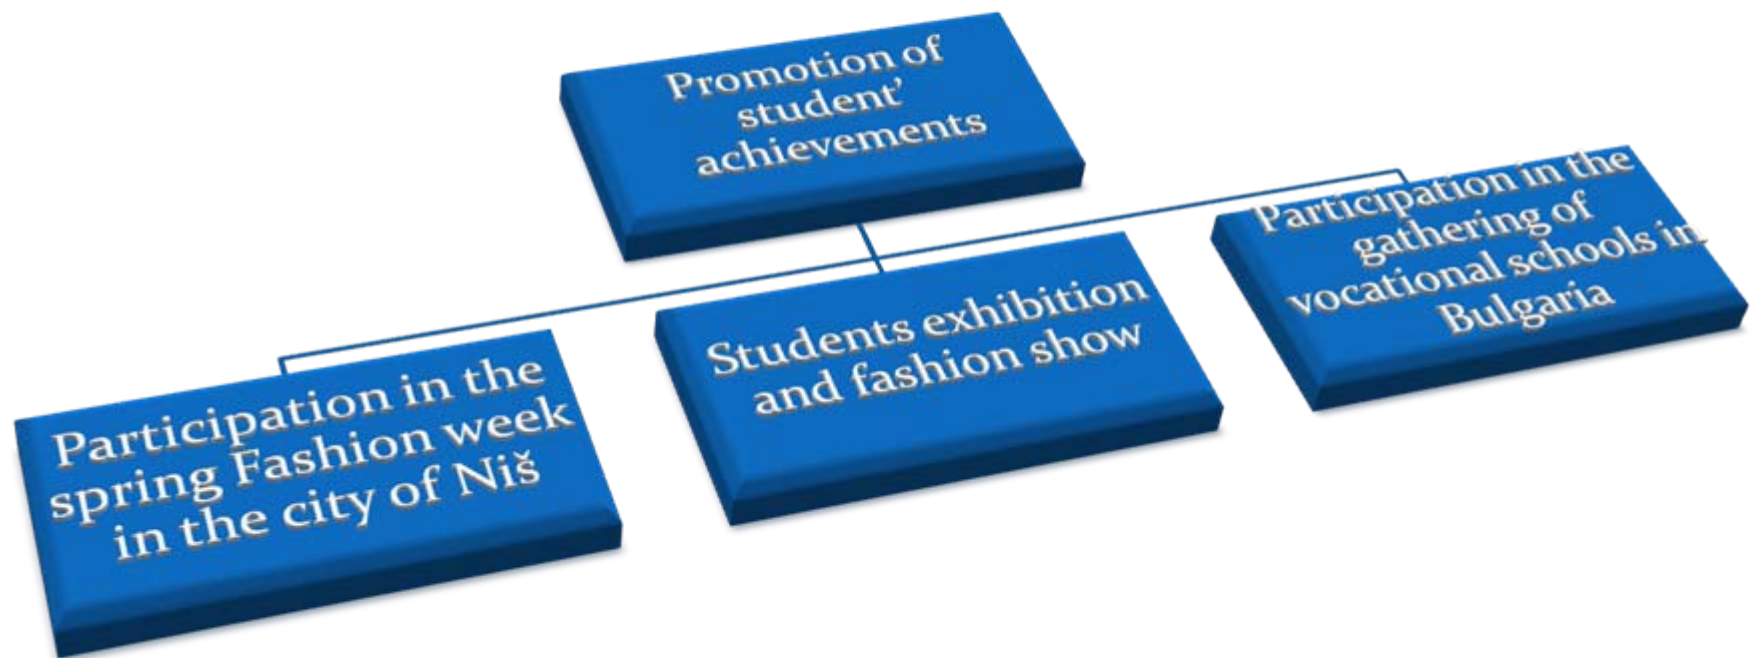 Promotion of
student’
achievements
Participation in the
spring Fashion week
in the city of Niš
Students exhibition
and fashion show
Participation in the
gathering of
vocational schools in
Bulgaria